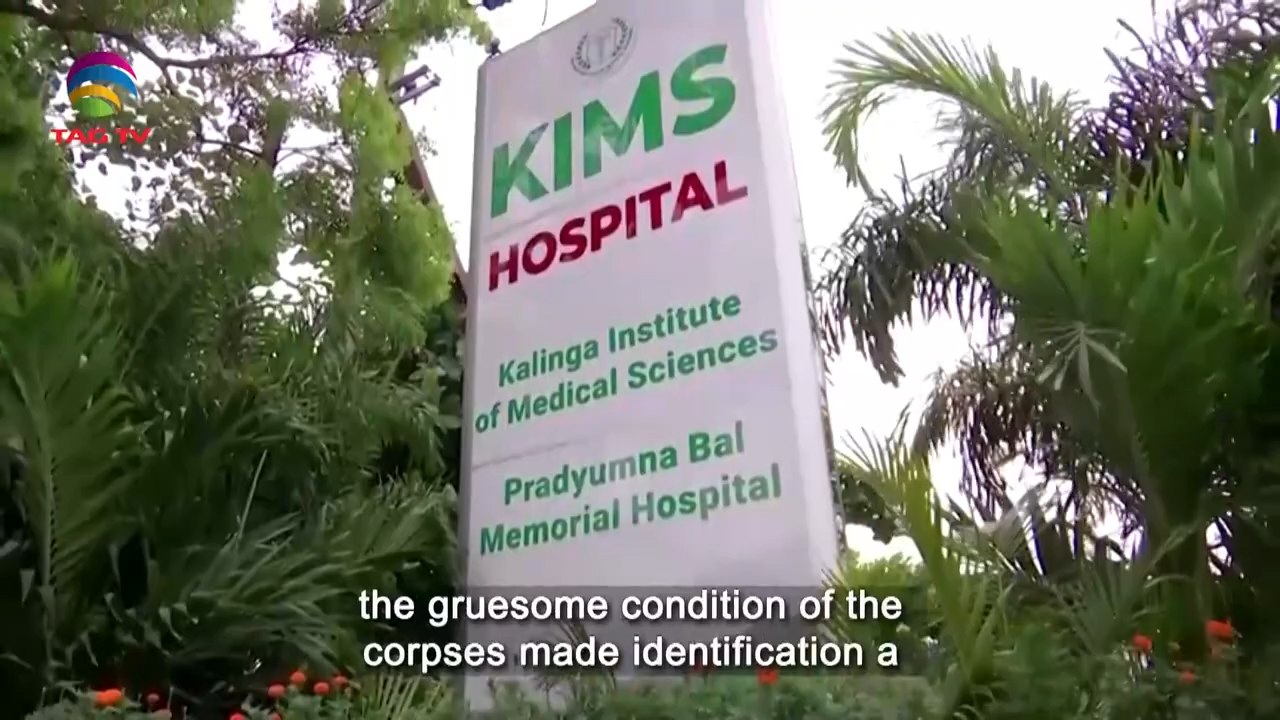 TAG TV
KIMS
HOSPITAL
Kalinga Institute
of Medical Sciences
Pradyumna Bal
Memorial Hospital
the gruesome condition of the
corpses made identification a